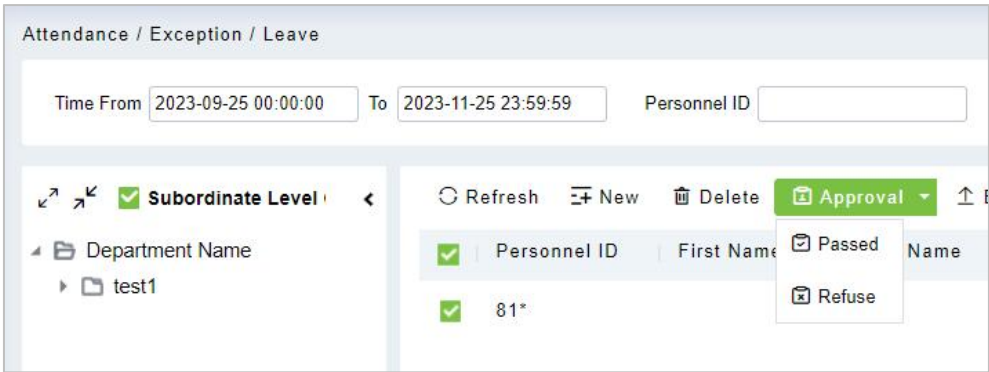 Attendance / Exception / Leave
Time From 2023-09-25 00:00:00 To 2023-11-25 23:59:59 Personnel ID
Subordinate Level
Refresh New Delete Approval
Department Name
test1
Personnel ID First Name Name
Passed
Refuse
81*